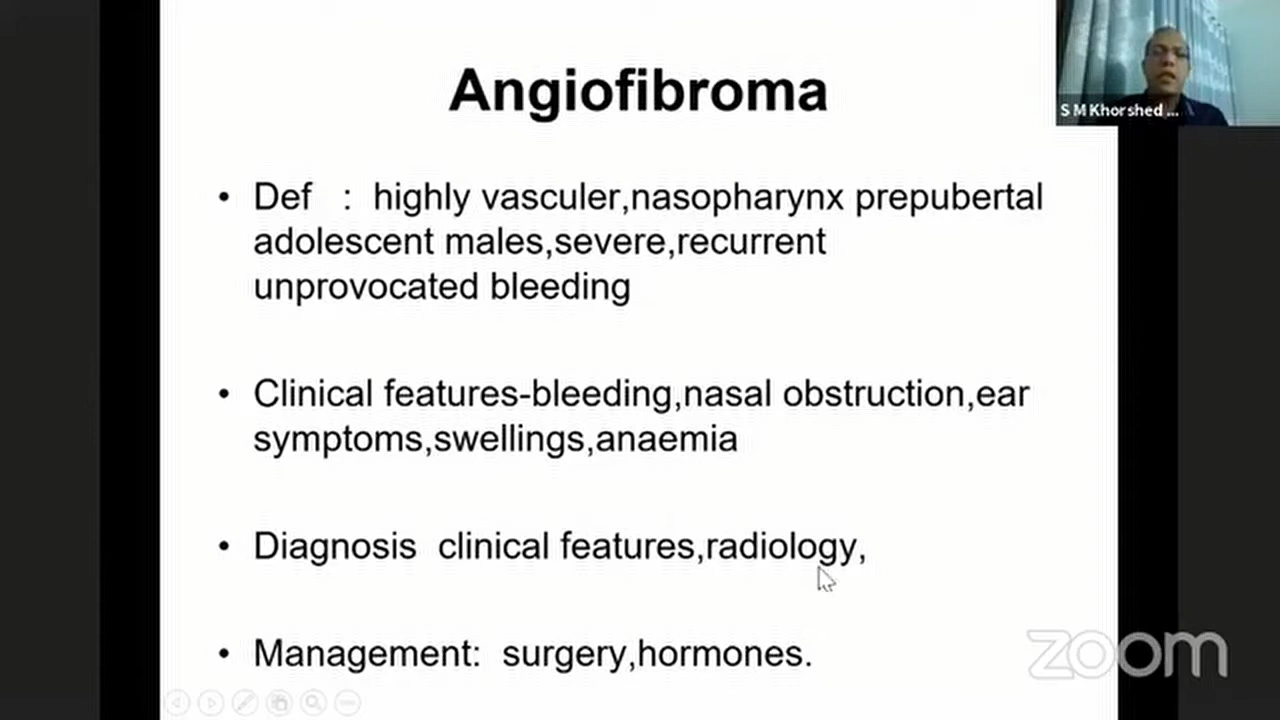 Angiofibroma
S M Khorshed ...
• Def : highly vasculer,nasopharynx prepubertal
adolescent males,severe,recurrent
unprovocated bleeding
• Clinical features-bleeding,nasal obstruction,ear
symptoms,swellings,anaemia
• Diagnosis clinical features,radiology,
• Management: surgery,hormones.
zoom